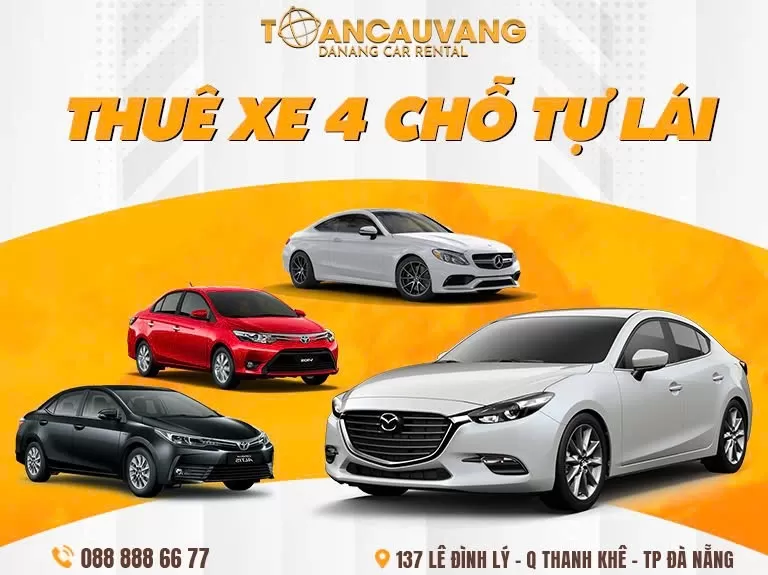 TOANCAUVANG
DANANG CAR RENTAL
THUÊ XE 4 CHỖ TỰ LÁI
088 888 66 77
137 LÊ ĐÌNH LÝ - Q THANH KHÊ - TP ĐÀ NẴNG